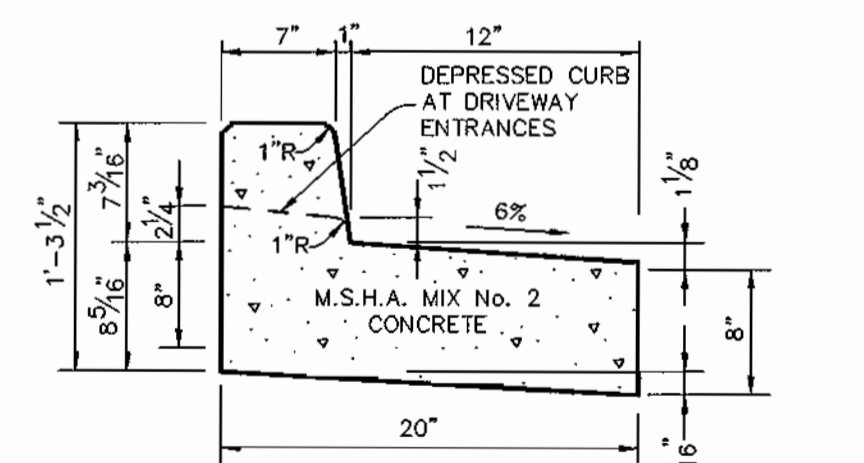 7"
1"
12"
DEPRESSED CURB
AT DRIVEWAY
ENTRANCES
1"R
1 1/2"
1 1/8"
7 3/16"
2 1/4"
6%
1'-3 1/2"
1"R
8 5/16"
8"
M.S.H.A. MIX No. 2
CONCRETE
8"
20"